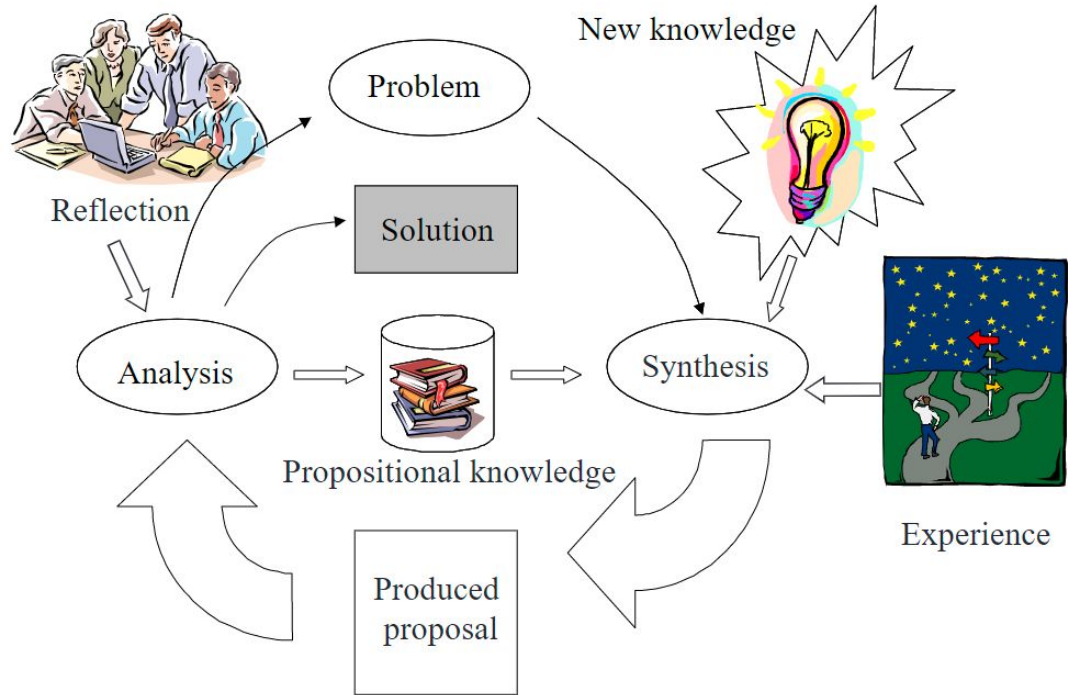 New knowledge
Problem
Reflection
Solution
Analysis
Synthesis
Propositional knowledge
Experience
Produced
proposal